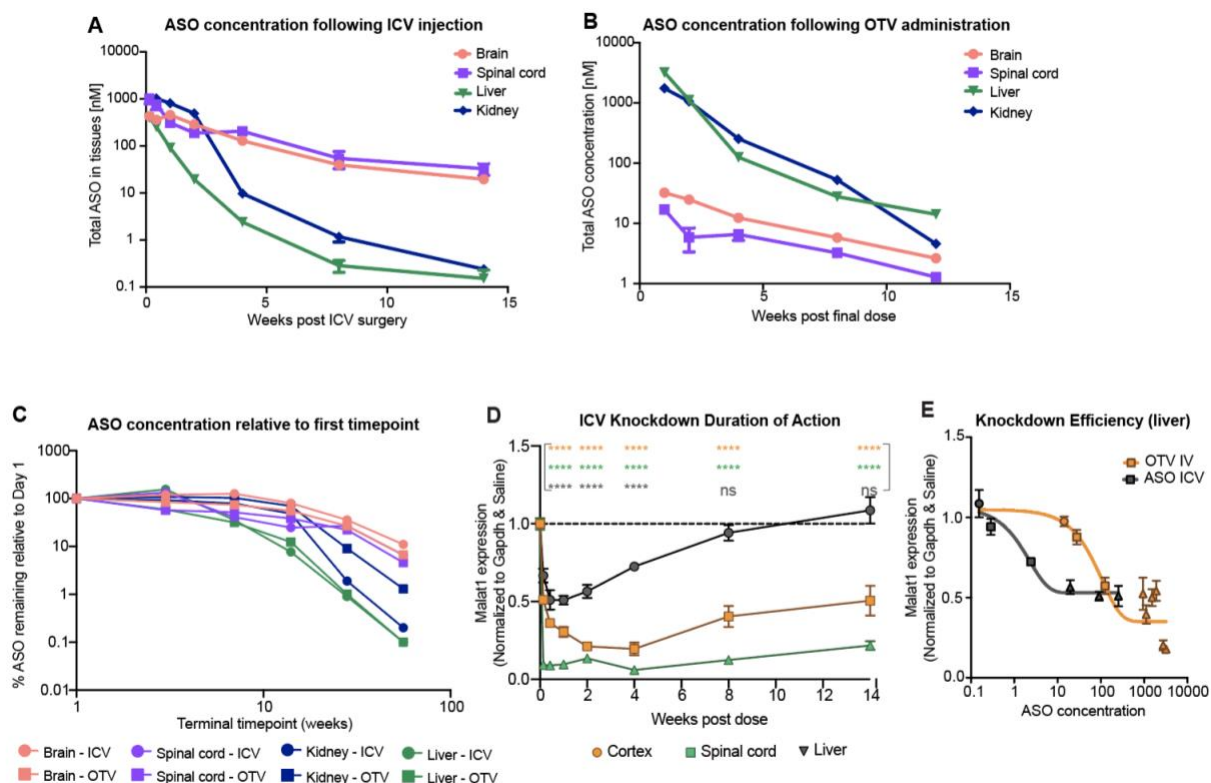 A
ASO concentration following ICV injection
Total ASO in tissues [nM]
10000
1000
100
10
1
0.1
0
5
10
15
Weeks post ICV surgery
Brain
Spinal cord
Liver
Kidney
B
ASO concentration following OTV administration
Total ASO concentration [nM]
10000
1000
100
10
1
0
5
10
15
Weeks post final dose
Brain
Spinal cord
Liver
Kidney
C
ASO concentration relative to first timepoint
% ASO remaining relative to Day 1
1000
100
10
1
0.1
0.01
1
10
100
Terminal timepoint (weeks)
Brain - ICV
Spinal cord - ICV
Kidney - ICV
Liver - ICV
Brain - OTV
Spinal cord - OTV
Kidney - OTV
Liver - OTV
D
ICV Knockdown Duration of Action
Malat1 expression
(Normalized to Gapdh & Saline)
1.5
1.0
0.5
0.0
**** **** **** **** ****
**** **** **** **** ****
**** **** **** ns ns
0 2 4 6 8 10 12 14
Weeks post dose
Cortex
Spinal cord
Liver
E
Knockdown Efficiency (liver)
Malat1 expression
(Normalized to Gapdh & Saline)
1.5
1.0
0.5
0.0
OTV IV
ASO ICV
0.1 1 10 100 1000 10000
ASO concentration